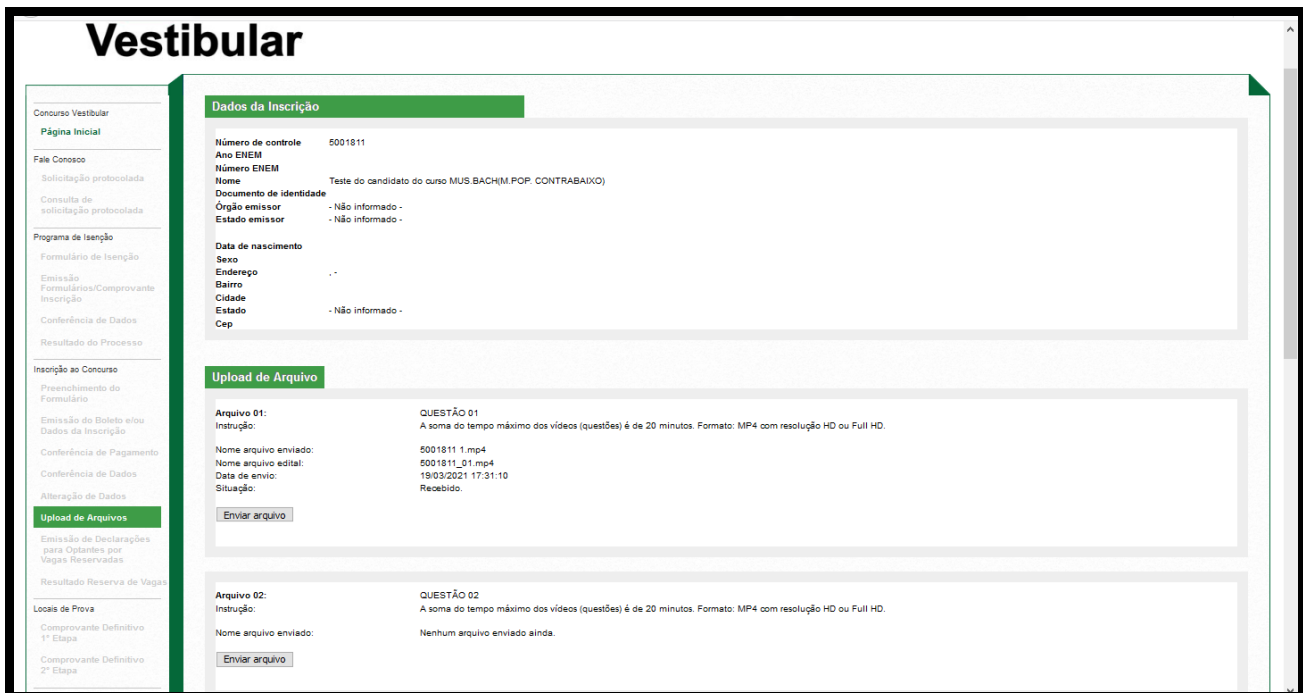 Vestibular
Concurso Vestibular
Página Inicial
Fale Conosco
Solicitação protocolada
Consulta de
solicitação protocolada
Programa de Isenção
Formulário de Isenção
Emissão
Formulários/Comprovante
Inscrição
Conferência de Dados
Resultado do Processo
Inscrição ao Concurso
Preenchimento do
Formulário
Emissão do Boleto e/ou
Dados da Inscrição
Conferência de Pagamento
Conferência de Dados
Alteração de Dados
Upload de Arquivos
Emissão de Declarações
para Optantes por
Vagas Reservadas
Resultado Reserva de Vagas
Locais de Prova
Comprovante Definitivo
1ª Etapa
Comprovante Definitivo
2ª Etapa
Dados da Inscrição
Número de controle 5001811
Ano ENEM
Número ENEM
Nome Teste do candidato do curso MUS.BACH(M.POP. CONTRABAIXO)
Documento de identidade
Órgão emissor - Não informado -
Estado emissor - Não informado -
Data de nascimento
Sexo
Endereço , -
Bairro
Cidade
Estado - Não informado -
Cep
Upload de Arquivo
Arquivo 01: QUESTÃO 01
Instrução: A soma do tempo máximo dos vídeos (questões) é de 20 minutos. Formato: MP4 com resolução HD ou Full HD.
Nome arquivo enviado: 5001811 1.mp4
Nome arquivo edital: 5001811_01.mp4
Data de envio: 19/03/2021 17:31:10
Situação: Recebido.
Enviar arquivo
Arquivo 02: QUESTÃO 02
Instrução: A soma do tempo máximo dos vídeos (questões) é de 20 minutos. Formato: MP4 com resolução HD ou Full HD.
Nome arquivo enviado: Nenhum arquivo enviado ainda.
Enviar arquivo